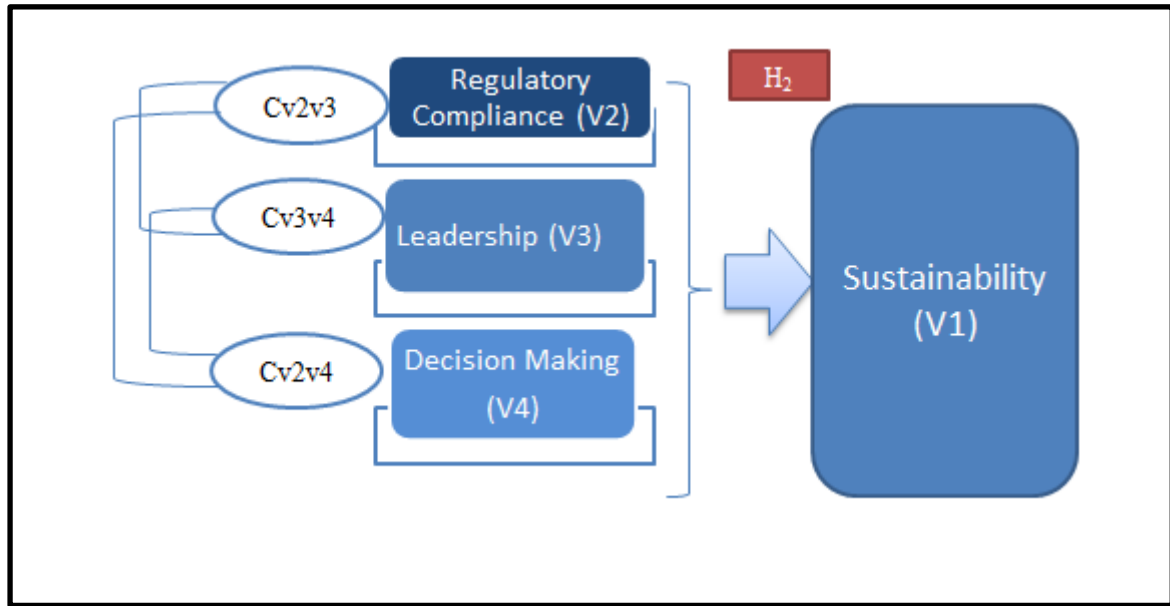 Cv2v3
Regulatory
Compliance (V2)
H₂
Cv3v4
Leadership (V3)
Sustainability
(V1)
Cv2v4
Decision Making
(V4)